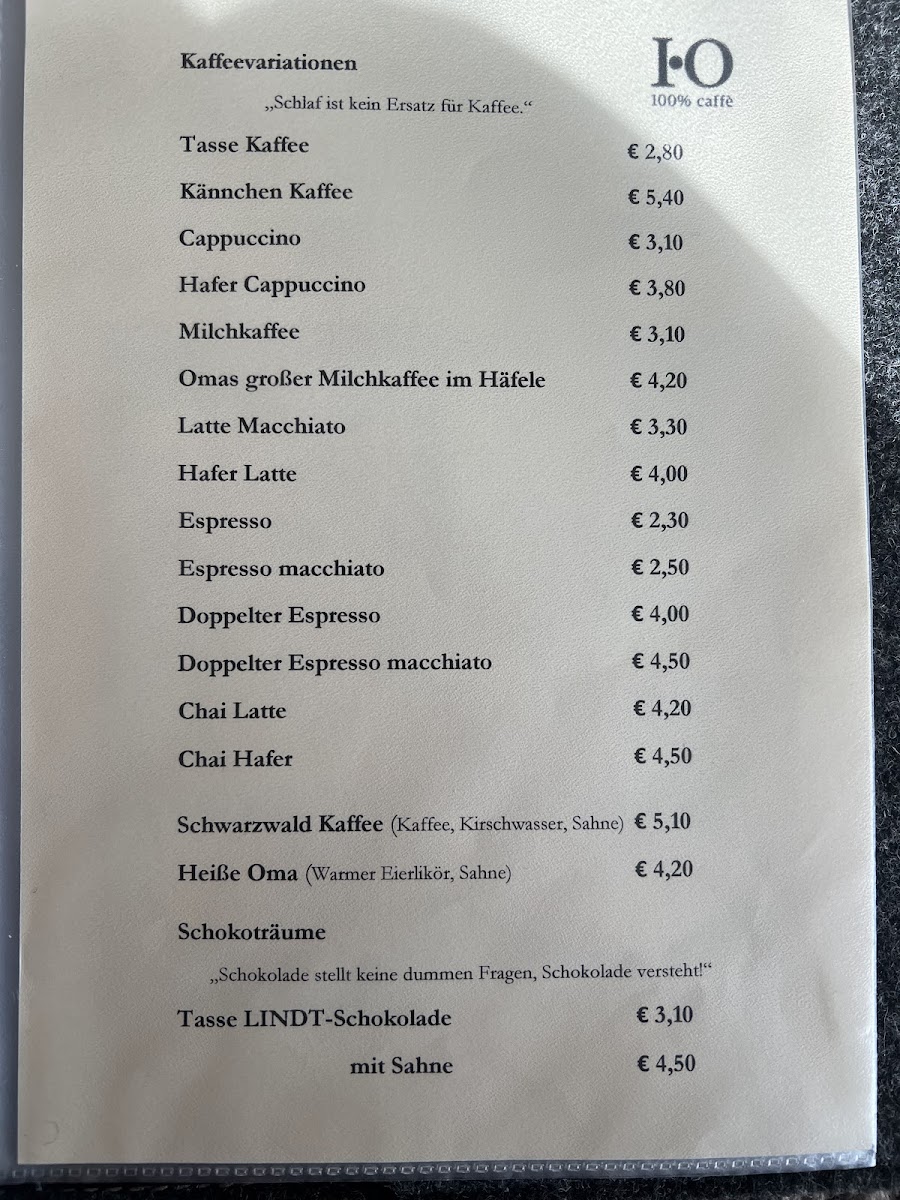 Kaffeevariationen
I•O
100% caffè
„Schlaf ist kein Ersatz für Kaffee.“
Tasse Kaffee € 2,80
Kännchen Kaffee € 5,40
Cappuccino € 3,10
Hafer Cappuccino € 3,80
Milchkaffee € 3,10
Omas großer Milchkaffee im Häfele € 4,20
Latte Macchiato € 3,30
Hafer Latte € 4,00
Espresso € 2,30
Espresso macchiato € 2,50
Doppelter Espresso € 4,00
Doppelter Espresso macchiato € 4,50
Chai Latte € 4,20
Chai Hafer € 4,50
Schwarzwald Kaffee (Kaffee, Kirschwasser, Sahne) € 5,10
Heiße Oma (Warmer Eierlikör, Sahne) € 4,20
Schokoträume
„Schokolade stellt keine dummen Fragen, Schokolade versteht!“
Tasse LINDT-Schokolade € 3,10
mit Sahne € 4,50